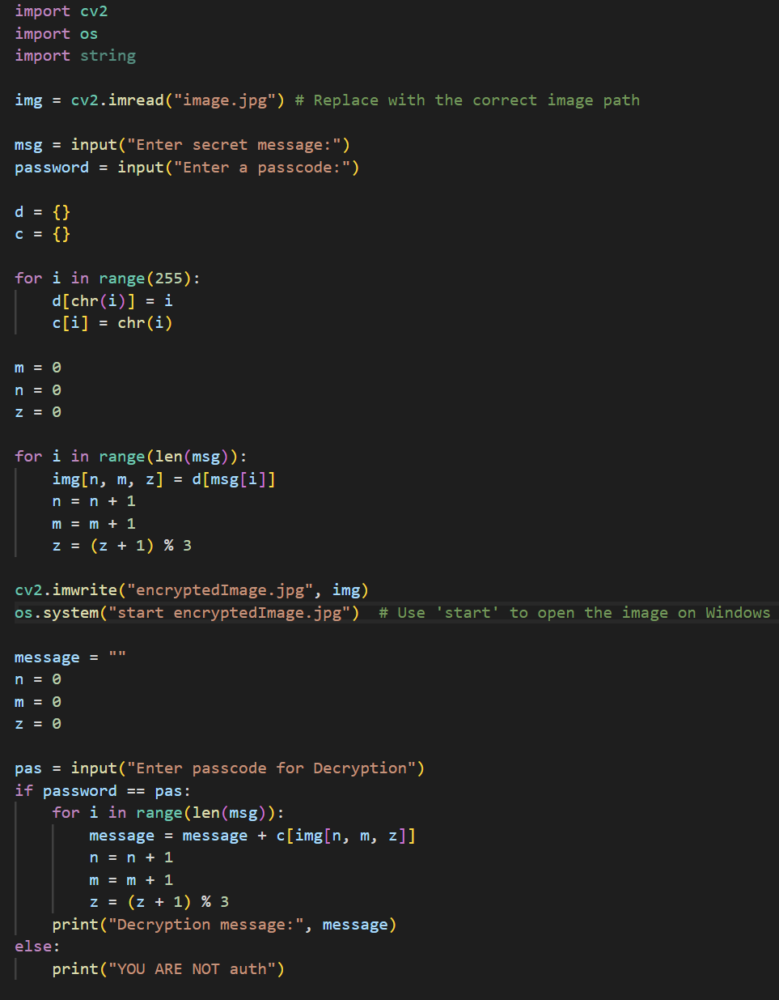 import cv2
import os
import string
img = cv2.imread("image.jpg") # Replace with the correct image path
msg = input("Enter secret message:")
password = input("Enter a passcode:")
d = {}
c = {}
for i in range(255):
    d[chr(i)] = i
    c[i] = chr(i)
m = 0
n = 0
z = 0
for i in range(len(msg)):
    img[n, m, z] = d[msg[i]]
    n = n + 1
    m = m + 1
    z = (z + 1) % 3
cv2.imwrite("encryptedImage.jpg", img)
os.system("start encryptedImage.jpg")  # Use 'start' to open the image on Windows
message = ""
n = 0
m = 0
z = 0
pas = input("Enter passcode for Decryption")
if password == pas:
    for i in range(len(msg)):
        message = message + c[img[n, m, z]]
        n = n + 1
        m = m + 1
        z = (z + 1) % 3
    print("Decryption message:", message)
else:
    print("YOU ARE NOT auth")